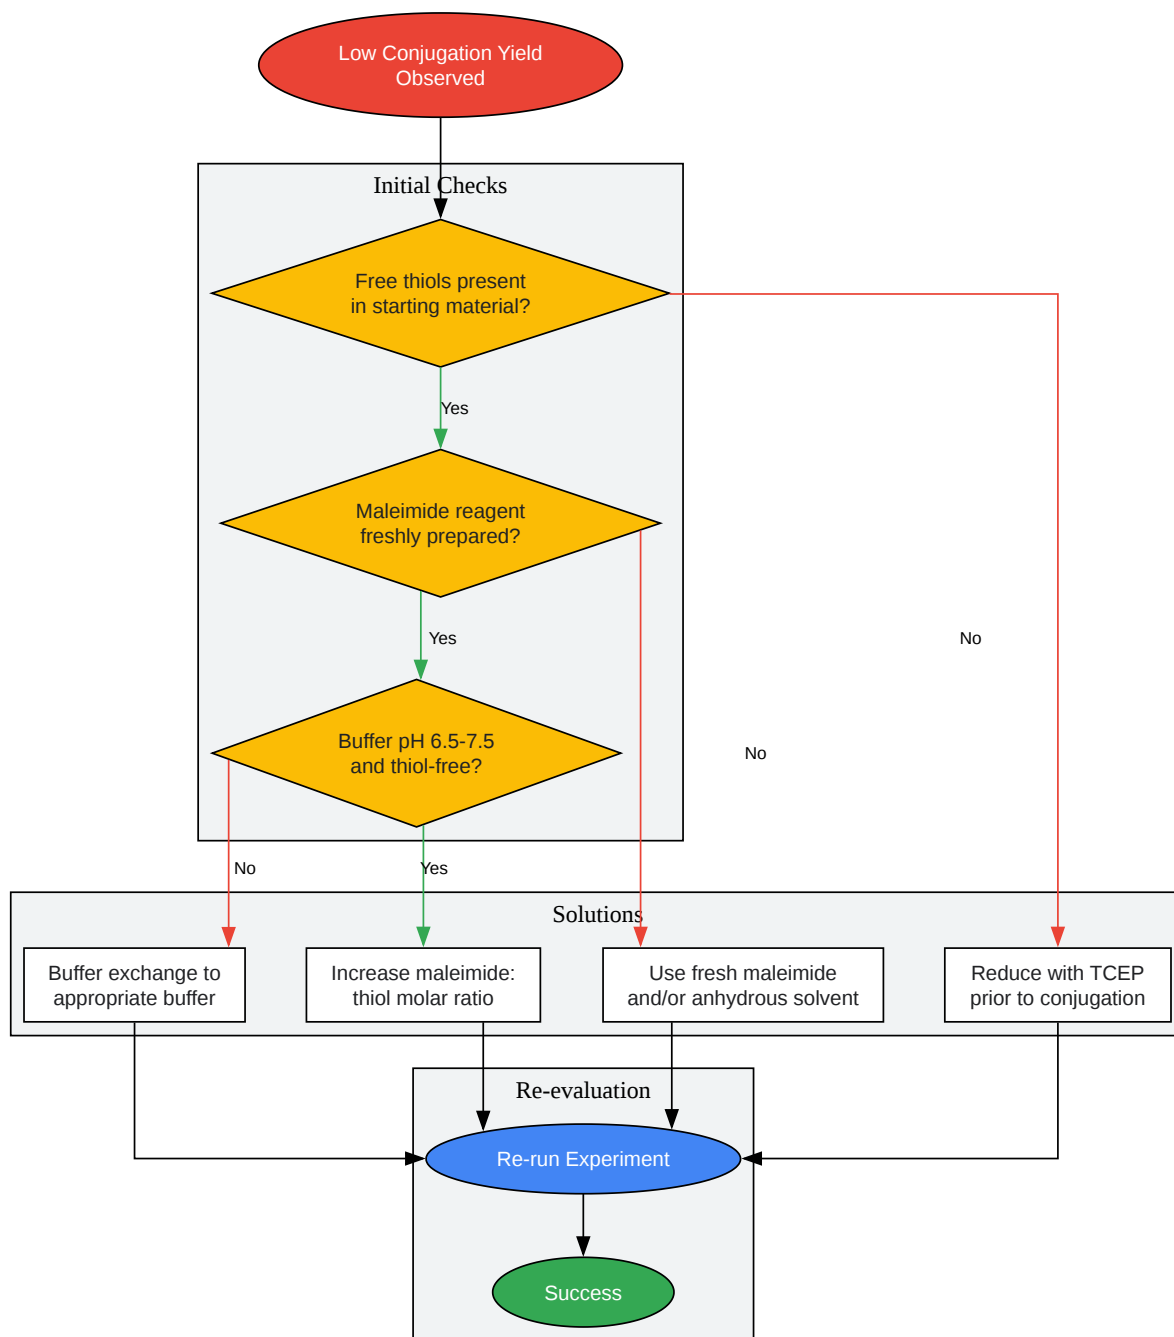 Low Conjugation Yield
Observed
Initial Checks
Free thiols present
in starting material?
Yes
Maleimide reagent
freshly prepared?
Yes
No
Buffer pH 6.5-7.5
and thiol-free?
No
No
Yes
Solutions
Buffer exchange to
appropriate buffer
Increase maleimide:
thiol molar ratio
Use fresh maleimide
and/or anhydrous solvent
Reduce with TCEP
prior to conjugation
Re-evaluation
Re-run Experiment
Success